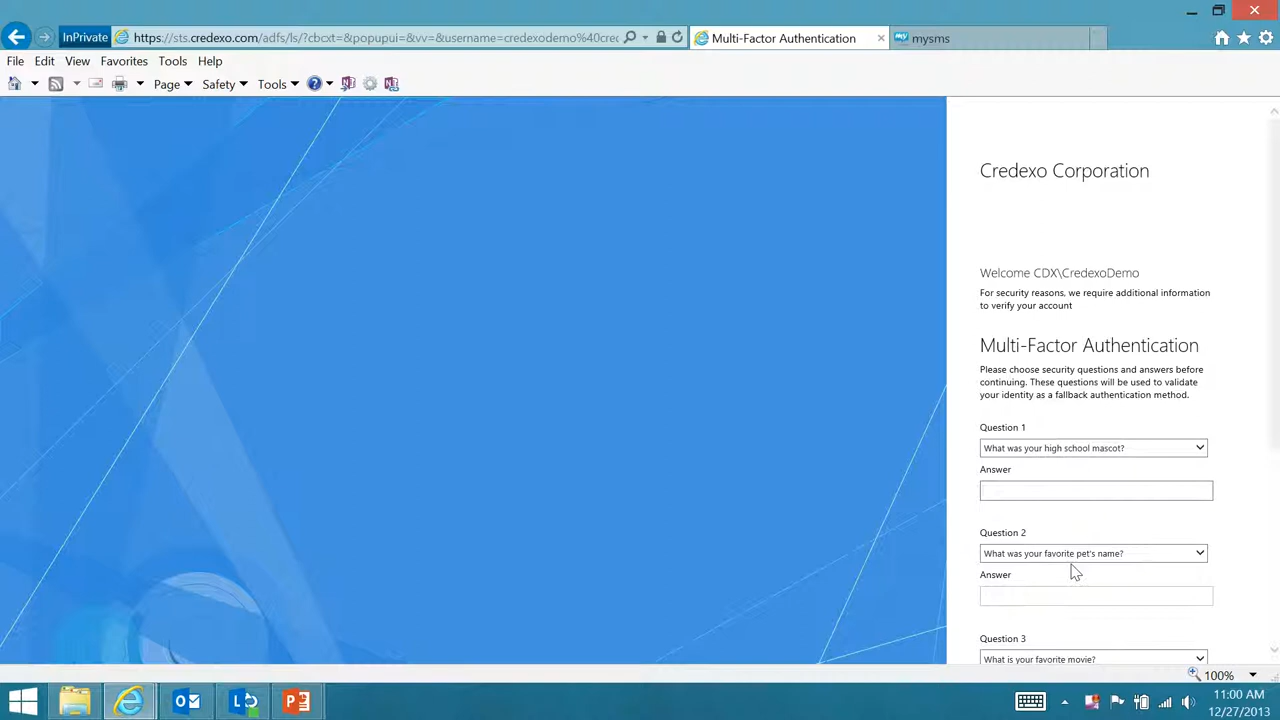 InPrivate
https://sts.credexo.com/adfs/ls/?cbcxt=&popupui=&vv=&username=credexodemo%40cre
Multi-Factor Authentication
my
mysms
File Edit View Favorites Tools Help
Page Safety Tools
Credexo Corporation
Welcome CDX\CredexoDemo
For security reasons, we require additional information
to verify your account
Multi-Factor Authentication
Please choose security questions and answers before
continuing. These questions will be used to validate
your identity as a fallback authentication method.
Question 1
What was your high school mascot?
Answer
Question 2
What was your favorite pet's name?
Answer
Question 3
What is your favorite movie?
100%
11:00 AM
12/27/2013